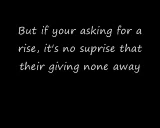 But if your asking for a
rise, it's no suprise that
their giving none away